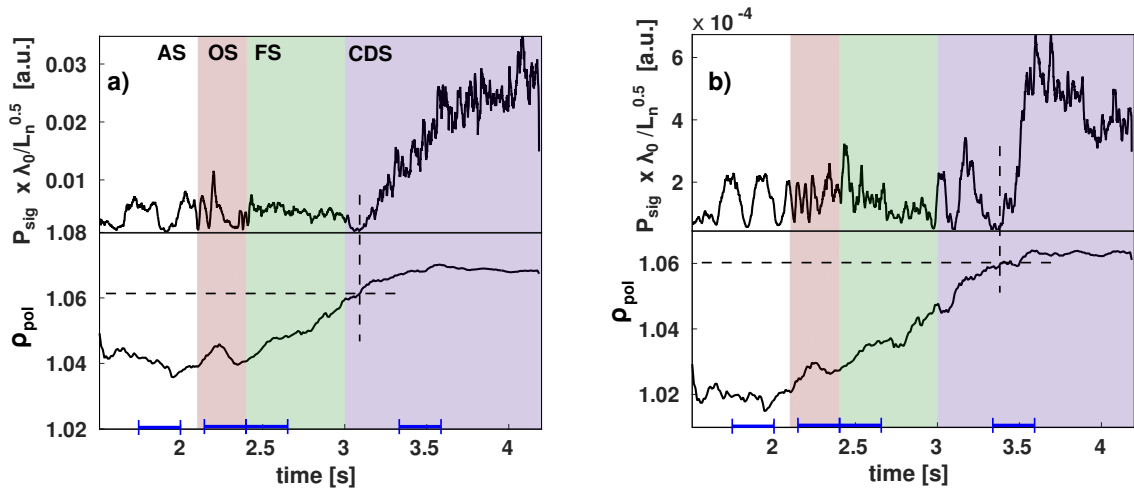 AS OS FS CDS
a)
P_sig x λ_0/L_n^0.5 [a.u.]
0.03
0.02
0.01
1.08
1.06
1.04
1.02
ρ_pol
2 2.5 3 3.5 4
time [s]
× 10^-4
b)
P_sig x λ_0/L_n^0.5 [a.u.]
6
4
2
1.06
1.04
1.02
ρ_pol
2 2.5 3 3.5 4
time [s]